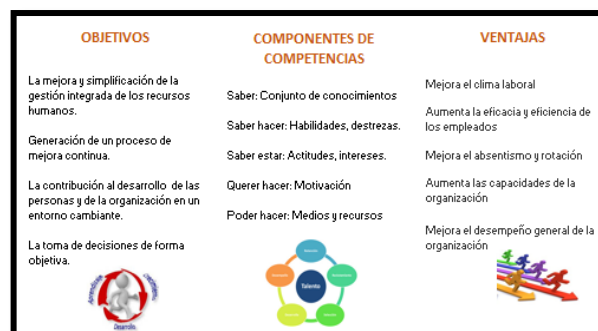 OBJETIVOS
La mejora y simplificación de la
gestión integrada de los recursos
humanos.
Generación de un proceso de
mejora continua.
La contribución al desarrollo de las
personas y de la organización en un
entorno cambiante.
La toma de decisiones de forma
objetiva.
Aprendizaje
Crecimiento
Desarrollo
COMPONENTES DE
COMPETENCIAS
Saber: Conjunto de conocimientos
Saber hacer: Habilidades, destrezas.
Saber estar: Actitudes, intereses.
Querer hacer: Motivación
Poder hacer: Medios y recursos
Talento
VENTAJAS
Mejora el clima laboral
Aumenta la eficacia y eficiencia de
los empleados
Mejora el absentismo y rotación
Aumenta las capacidades de la
organización
Mejora el desempeño general de la
organización